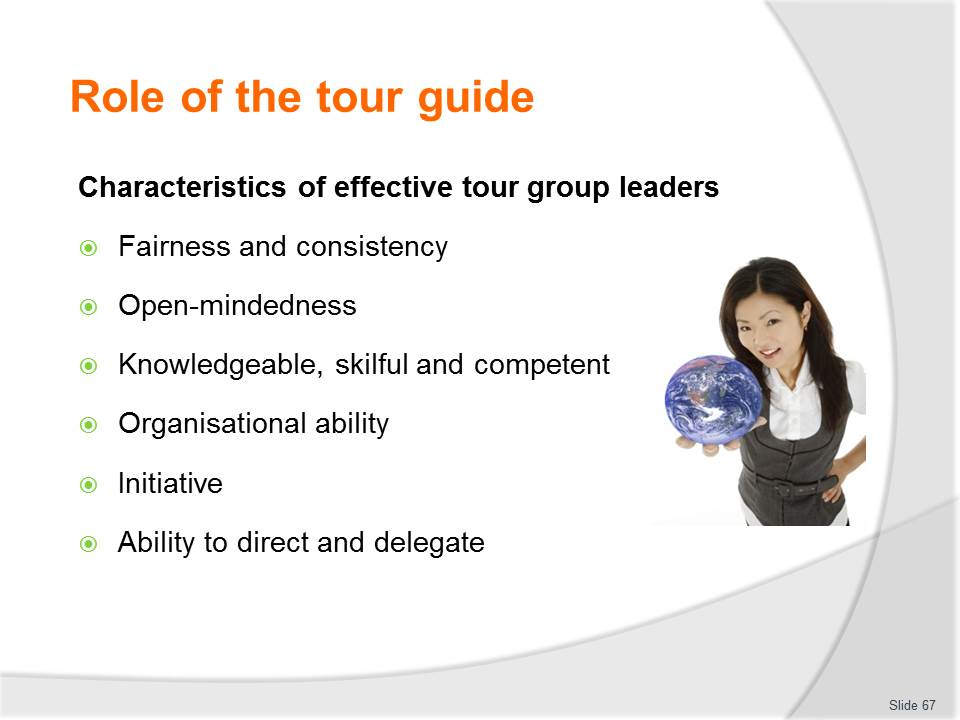 Role of the tour guide
Characteristics of effective tour group leaders
Fairness and consistency
Open-mindedness
Knowledgeable, skilful and competent
Organisational ability
Initiative
Ability to direct and delegate
Slide 67